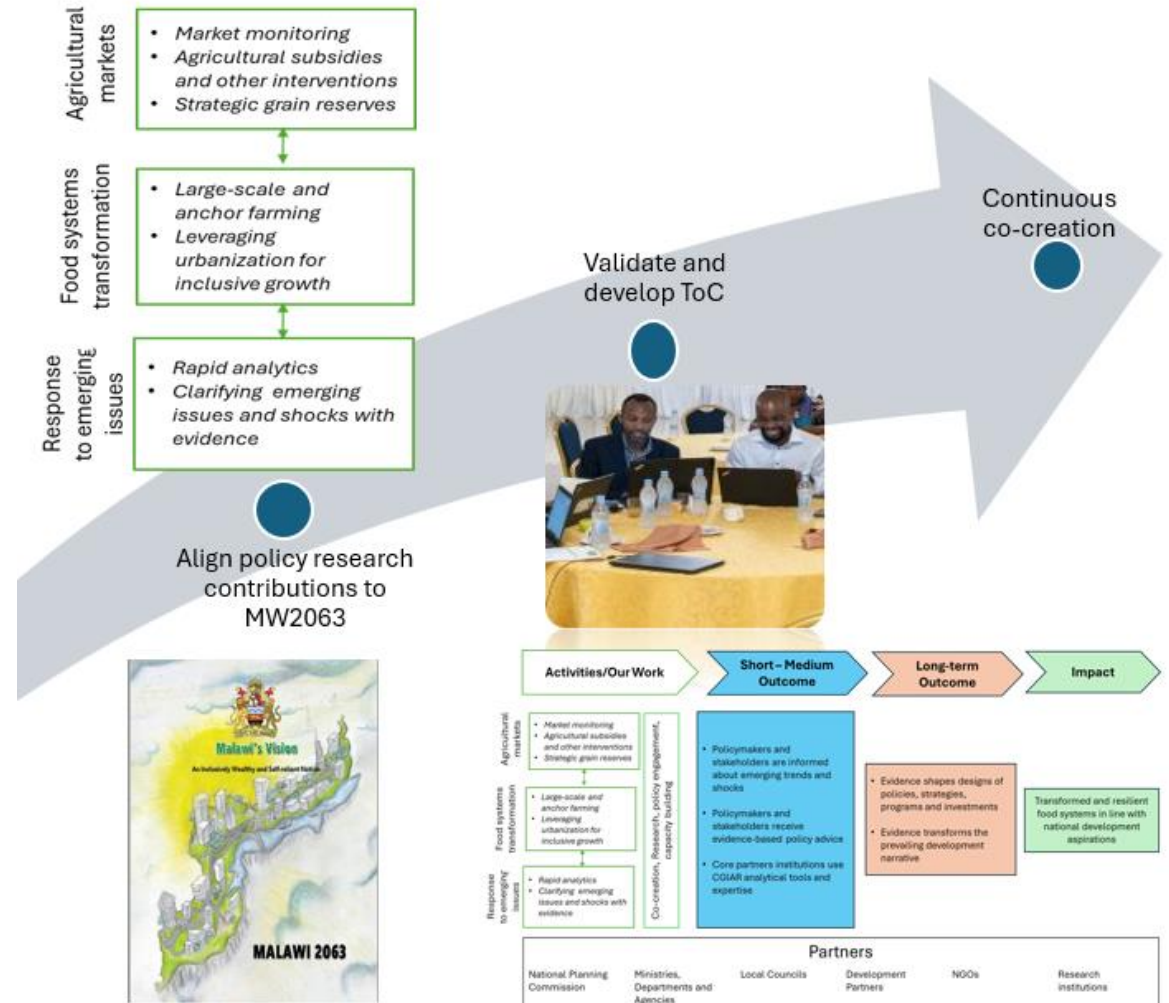 Agricultural
markets
• Market monitoring
• Agricultural subsidies
and other interventions
• Strategic grain reserves
Food systems
transformation
• Large-scale and
anchor farming
• Leveraging
urbanization for
inclusive growth
Response
to emerging
issues
• Rapid analytics
• Clarifying emerging
issues and shocks with
evidence
Align policy research
contributions to
MW2063
Validate and
develop ToC
Continuous
co-creation
Malawi's Vision
An Inclusively Wealthy and Self-reliant Nation
MALAWI 2063
Activities/Our Work
Short – Medium
Outcome
Long-term
Outcome
Impact
Agricultural
markets
• Market monitoring
• Agricultural subsidies
and other interventions
• Strategic grain reserves
Food systems
transformation
• Large-scale and
anchor farming
• Leveraging
urbanization for
inclusive growth
Response
to emerging
issues
• Rapid analytics
• Clarifying emerging
issues and shocks with
evidence
Co-creation, Research, policy engagement,
capacity building
• Policymakers and
stakeholders are informed
about emerging trends and
shocks
• Policymakers and
stakeholders receive
evidence-based policy advice
• Core partners institutions use
CGIAR analytical tools and
expertise
• Evidence shapes designs of
policies, strategies,
programs and investments
• Evidence transforms the
prevailing development
narrative
Transformed and resilient
food systems in line with
national development
aspirations
Partners
National Planning
Commission
Ministries,
Departments and
Agencies
Local Councils
Development
Partners
NGOs
Research
institutions